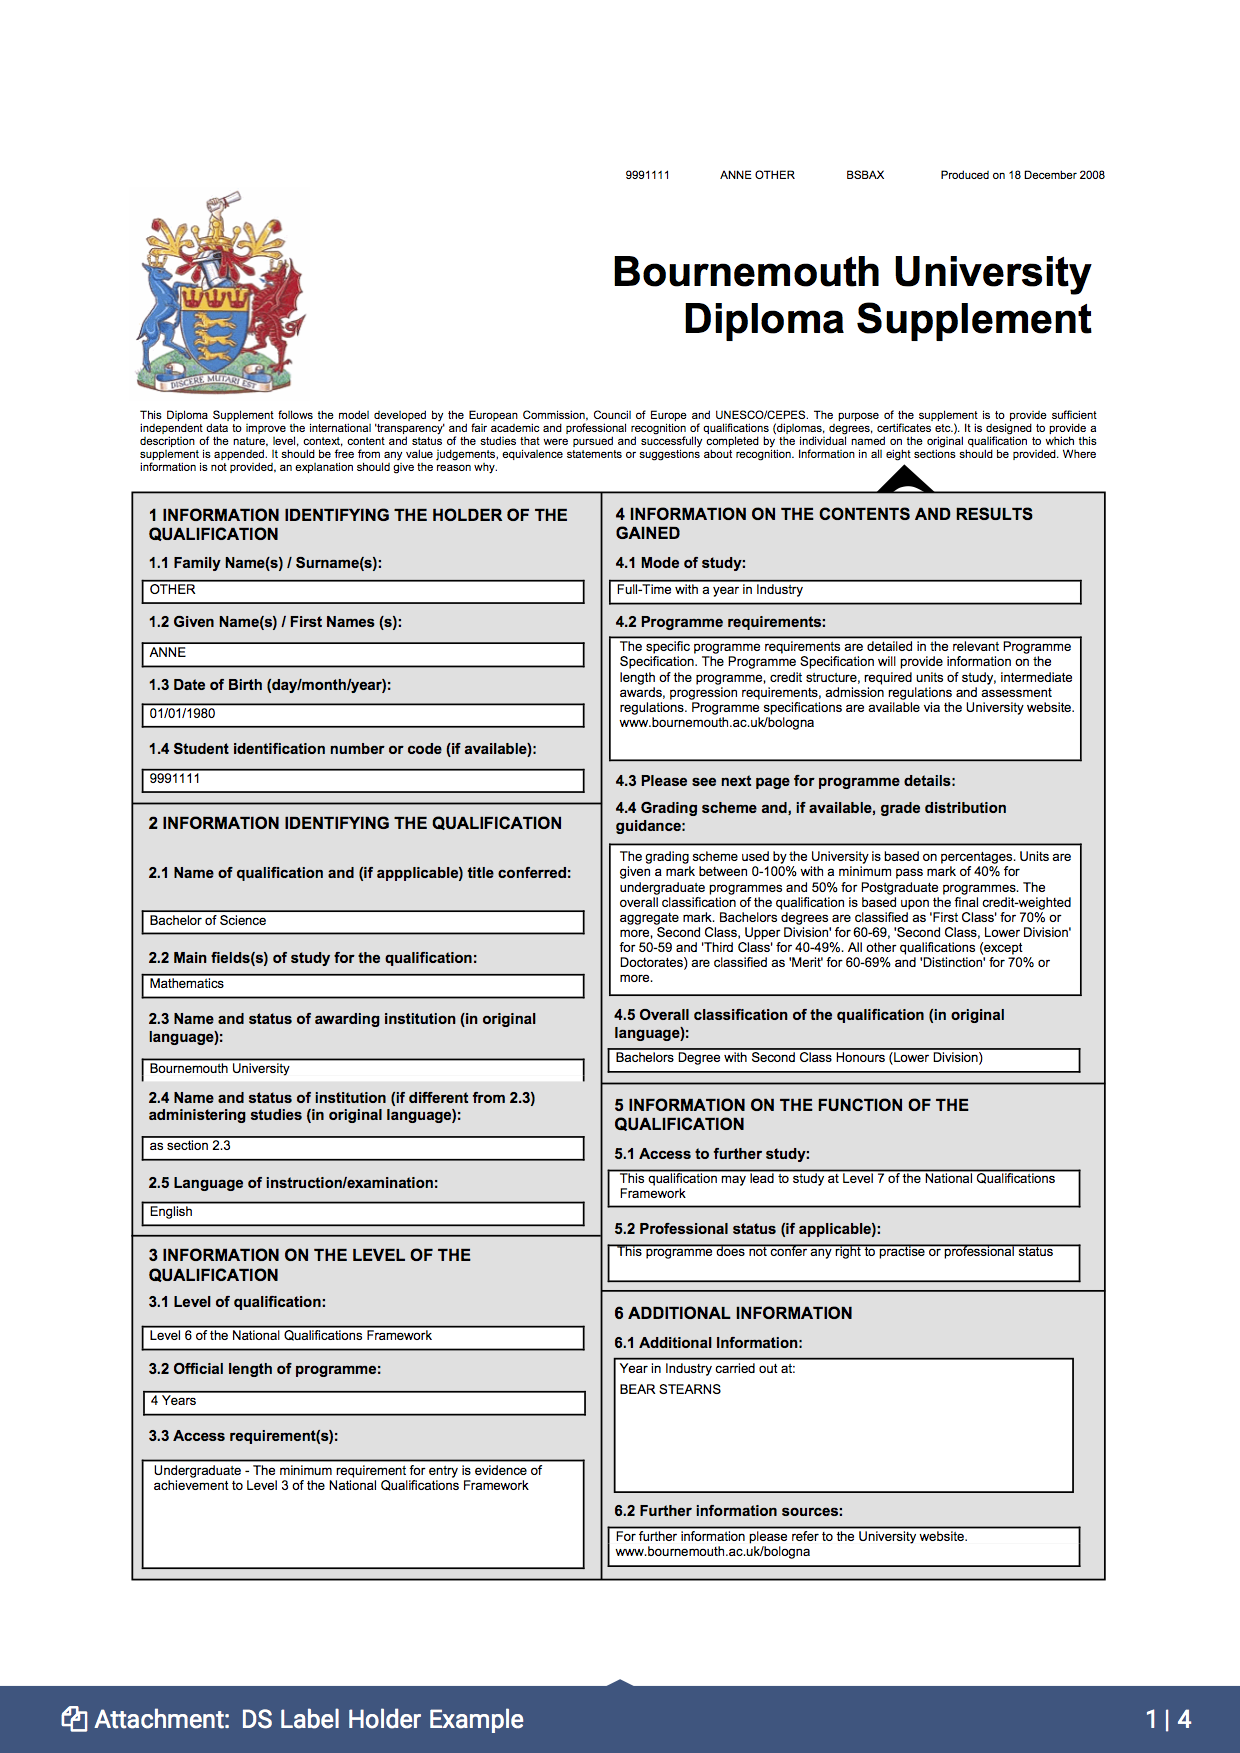 9991111 ANNE OTHER BSBAX Produced on 18 December 2008
Bournemouth University
Diploma Supplement
DISCERE MUTARI EST
This Diploma Supplement follows the model developed by the European Commission, Council of Europe and UNESCO/CEPES. The purpose of the supplement is to provide sufficient
independent data to improve the international 'transparency' and fair academic and professional recognition of qualifications (diplomas, degrees, certificates etc.). It is designed to provide a
description of the nature, level, context, content and status of the studies that were pursued and successfully completed by the individual named on the original qualification to which this
supplement is appended. It should be free from any value judgements, equivalence statements or suggestions about recognition. Information in all eight sections should be provided. Where
information is not provided, an explanation should give the reason why.
1 INFORMATION IDENTIFYING THE HOLDER OF THE
QUALIFICATION
1.1 Family Name(s) / Surname(s):
OTHER
1.2 Given Name(s) / First Names (s):
ANNE
1.3 Date of Birth (day/month/year):
01/01/1980
1.4 Student identification number or code (if available):
9991111
2 INFORMATION IDENTIFYING THE QUALIFICATION
2.1 Name of qualification and (if appplicable) title conferred:
Bachelor of Science
2.2 Main fields(s) of study for the qualification:
Mathematics
2.3 Name and status of awarding institution (in original
language):
Bournemouth University
2.4 Name and status of institution (if different from 2.3)
administering studies (in original language):
as section 2.3
2.5 Language of instruction/examination:
English
3 INFORMATION ON THE LEVEL OF THE
QUALIFICATION
3.1 Level of qualification:
Level 6 of the National Qualifications Framework
3.2 Official length of programme:
4 Years
3.3 Access requirement(s):
Undergraduate - The minimum requirement for entry is evidence of
achievement to Level 3 of the National Qualifications Framework
4 INFORMATION ON THE CONTENTS AND RESULTS
GAINED
4.1 Mode of study:
Full-Time with a year in Industry
4.2 Programme requirements:
The specific programme requirements are detailed in the relevant Programme
Specification. The Programme Specification will provide information on the
length of the programme, credit structure, required units of study, intermediate
awards, progression requirements, admission regulations and assessment
regulations. Programme specifications are available via the University website.
www.bournemouth.ac.uk/bologna
4.3 Please see next page for programme details:
4.4 Grading scheme and, if available, grade distribution
guidance:
The grading scheme used by the University is based on percentages. Units are
given a mark between 0-100% with a minimum pass mark of 40% for
undergraduate programmes and 50% for Postgraduate programmes. The
overall classification of the qualification is based upon the final credit-weighted
aggregate mark. Bachelors degrees are classified as 'First Class' for 70% or
more, Second Class, Upper Division' for 60-69, 'Second Class, Lower Division'
for 50-59 and 'Third Class' for 40-49%. All other qualifications (except
Doctorates) are classified as 'Merit' for 60-69% and 'Distinction' for 70% or
more.
4.5 Overall classification of the qualification (in original
language):
Bachelors Degree with Second Class Honours (Lower Division)
5 INFORMATION ON THE FUNCTION OF THE
QUALIFICATION
5.1 Access to further study:
This qualification may lead to study at Level 7 of the National Qualifications
Framework
5.2 Professional status (if applicable):
This programme does not confer any right to practise or professional status
6 ADDITIONAL INFORMATION
6.1 Additional Information:
Year in Industry carried out at:
BEAR STEARNS
6.2 Further information sources:
For further information please refer to the University website.
www.bournemouth.ac.uk/bologna
Attachment: DS Label Holder Example 1 | 4